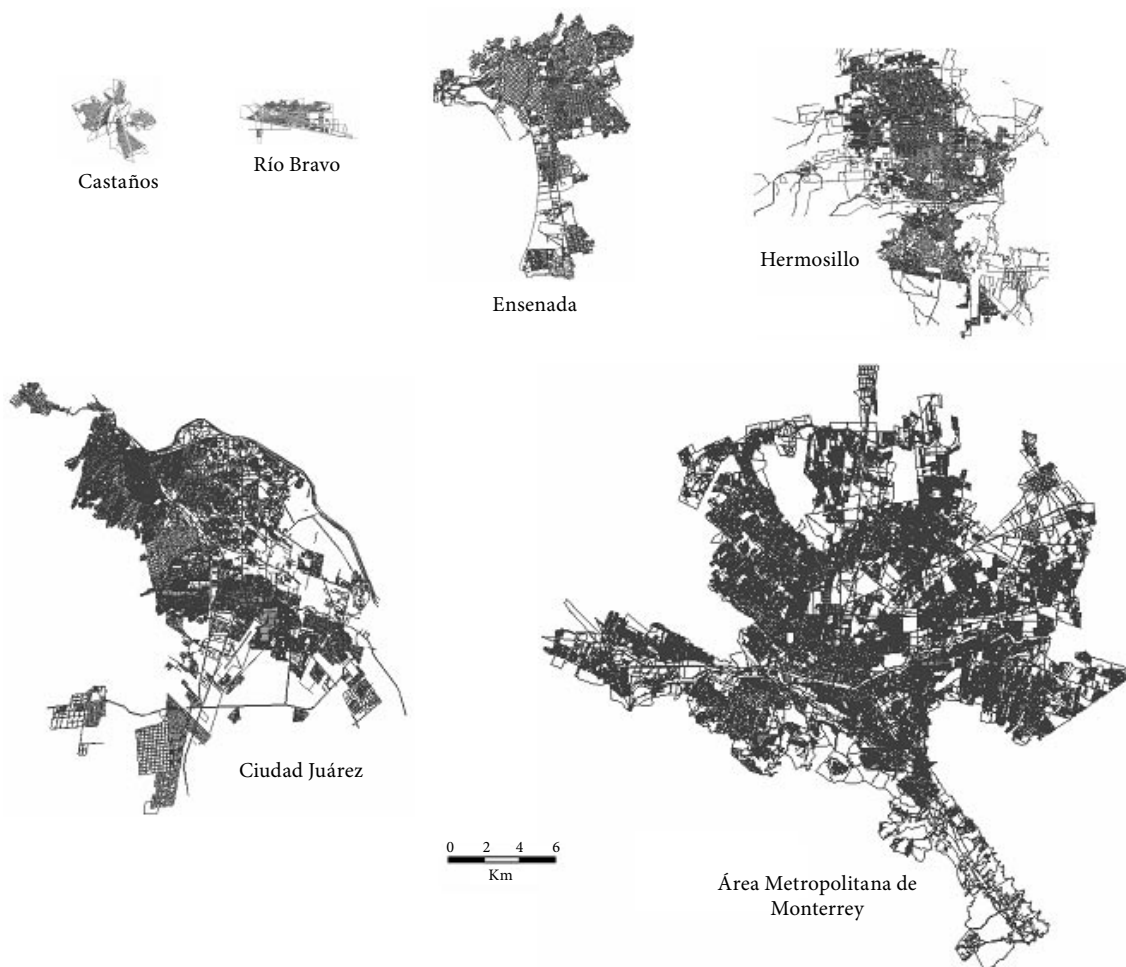 Castaños
Río Bravo
Ensenada
Hermosillo
Ciudad Juárez
0 2 4 6
Km
Área Metropolitana de
Monterrey